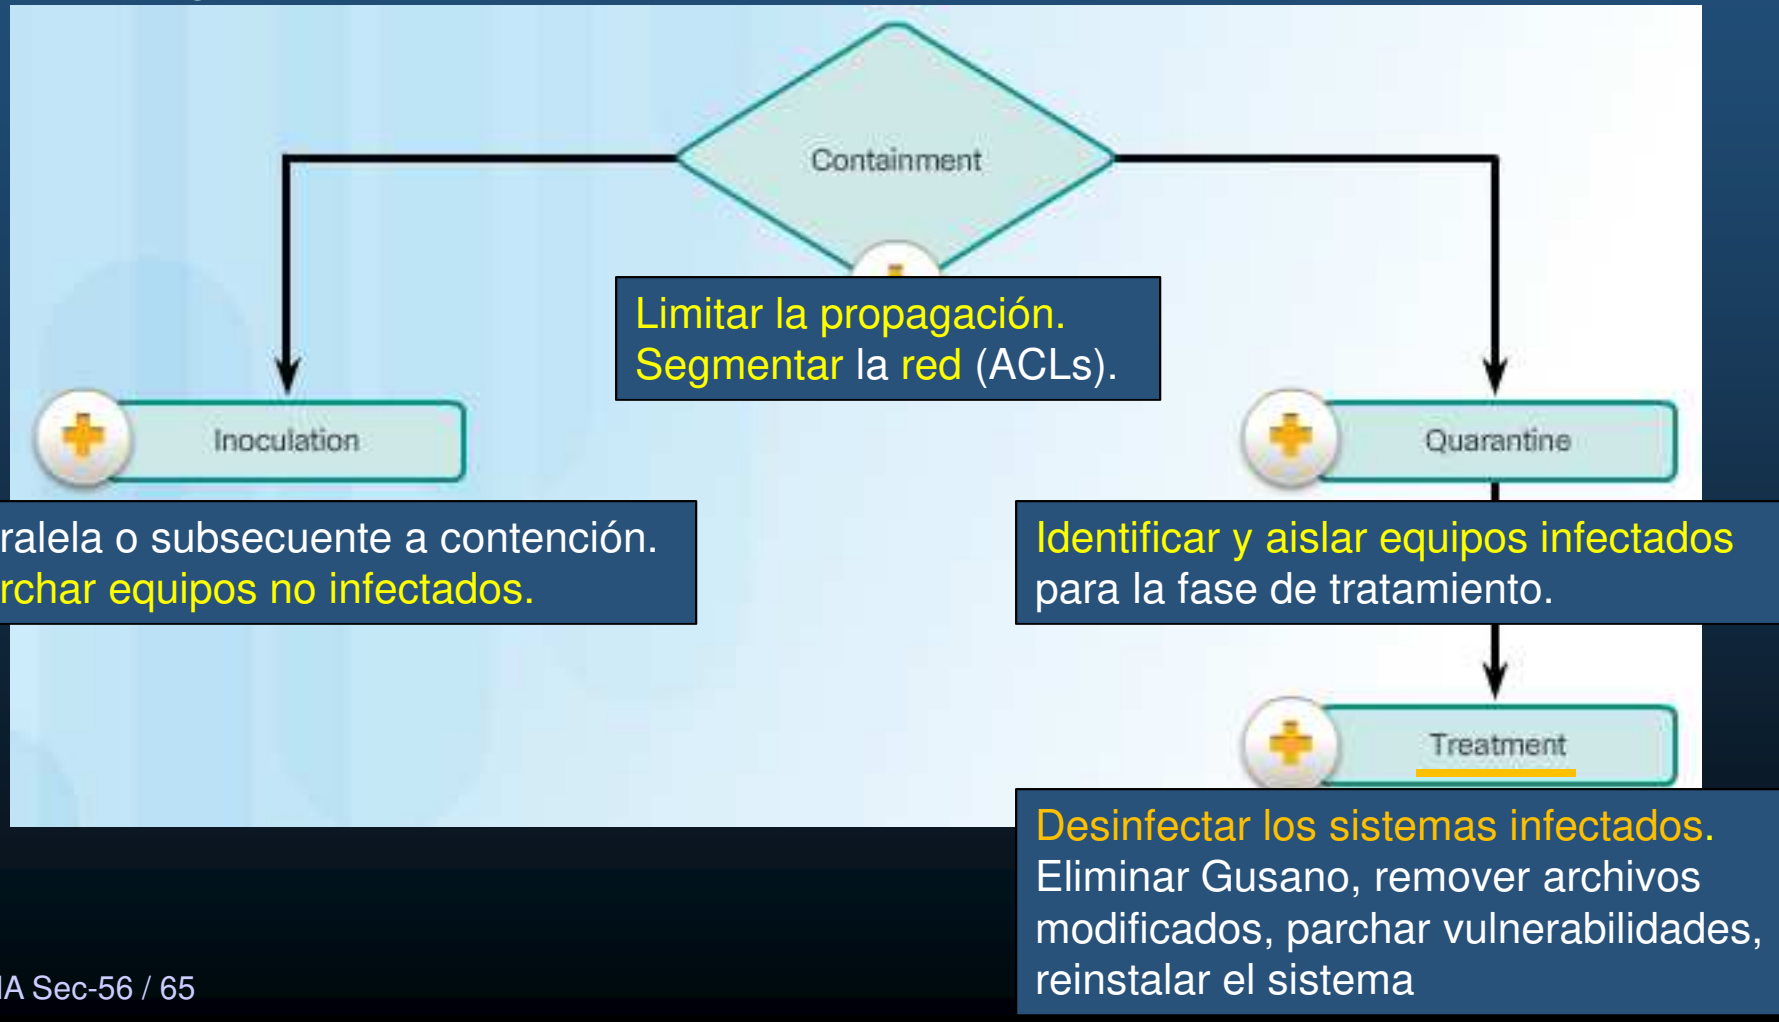 Containment
Limitar la propagación.
Segmentar la red (ACLs).
Inoculation
Quarantine
ralela o subsecuente a contención.
rchar equipos no infectados.
Identificar y aislar equipos infectados
para la fase de tratamiento.
Treatment
Desinfectar los sistemas infectados.
Eliminar Gusano, remover archivos
modificados, parchar vulnerabilidades,
reinstalar el sistema
IA Sec-56 / 65